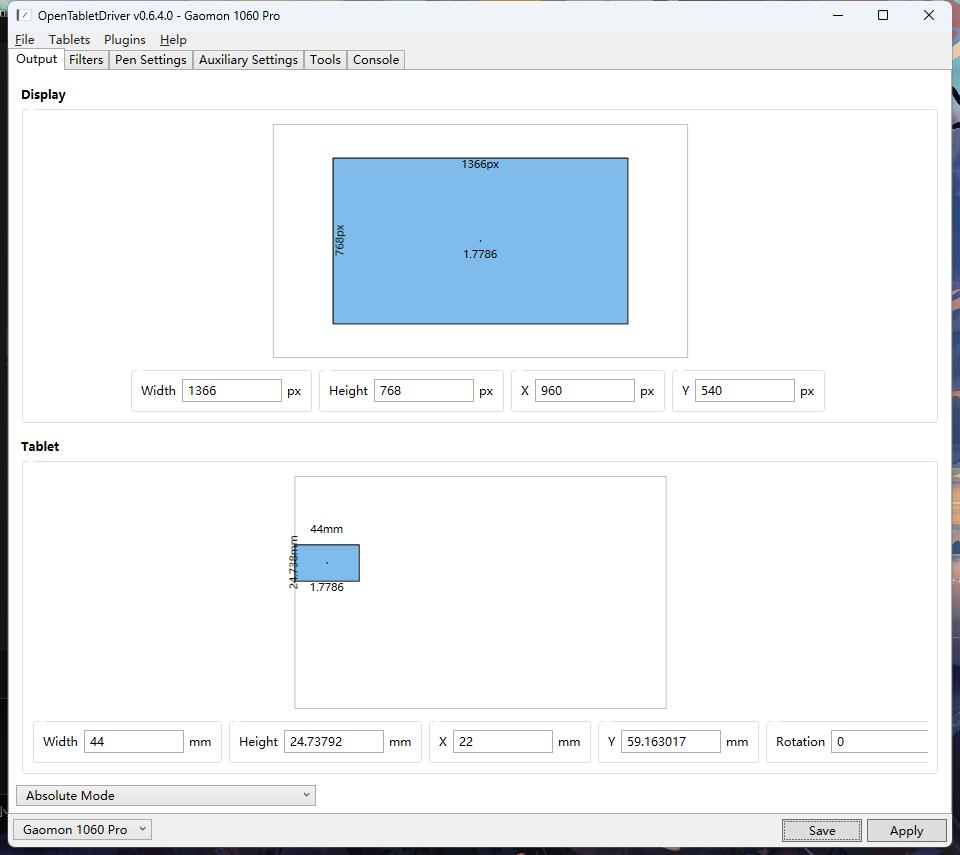 OpenTabletDriver v0.6.4.0 - Gaomon 1060 Pro
File Tablets Plugins Help
Output Filters Pen Settings Auxiliary Settings Tools Console
Display
1366px
768px
1.7786
Width 1366 px Height 768 px X 960 px Y 540 px
Tablet
44mm
24.738mm
1.7786
Width 44 mm Height 24.73792 mm X 22 mm Y 59.163017 mm Rotation 0
Absolute Mode
Gaomon 1060 Pro Save Apply